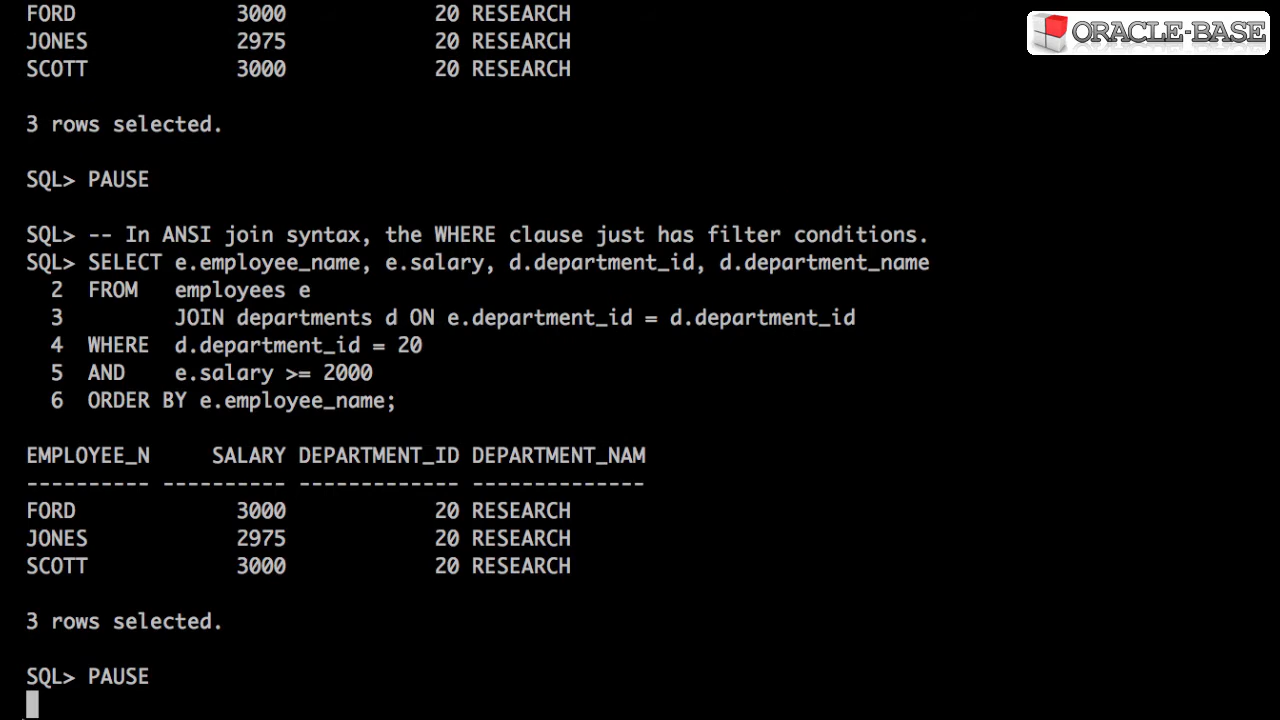 FORD 3000 20 RESEARCH
ORACLE-BASE
JONES 2975 20 RESEARCH
SCOTT 3000 20 RESEARCH
3 rows selected.
SQL> PAUSE
SQL> -- In ANSI join syntax, the WHERE clause just has filter conditions.
SQL> SELECT e.employee_name, e.salary, d.department_id, d.department_name
2 FROM employees e
3 JOIN departments d ON e.department_id = d.department_id
4 WHERE d.department_id = 20
5 AND e.salary >= 2000
6 ORDER BY e.employee_name;
EMPLOYEE_N SALARY DEPARTMENT_ID DEPARTMENT_NAM
---------- ---------- ------------- --------------
FORD 3000 20 RESEARCH
JONES 2975 20 RESEARCH
SCOTT 3000 20 RESEARCH
3 rows selected.
SQL> PAUSE